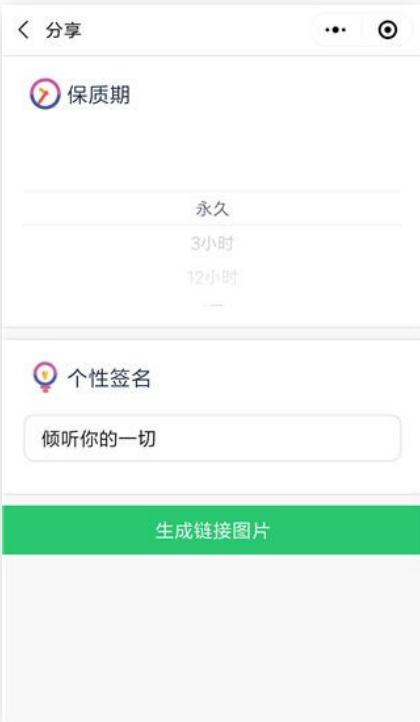 分享
保质期
永久
3小时
12小时
个性签名
倾听你的一切
生成链接图片